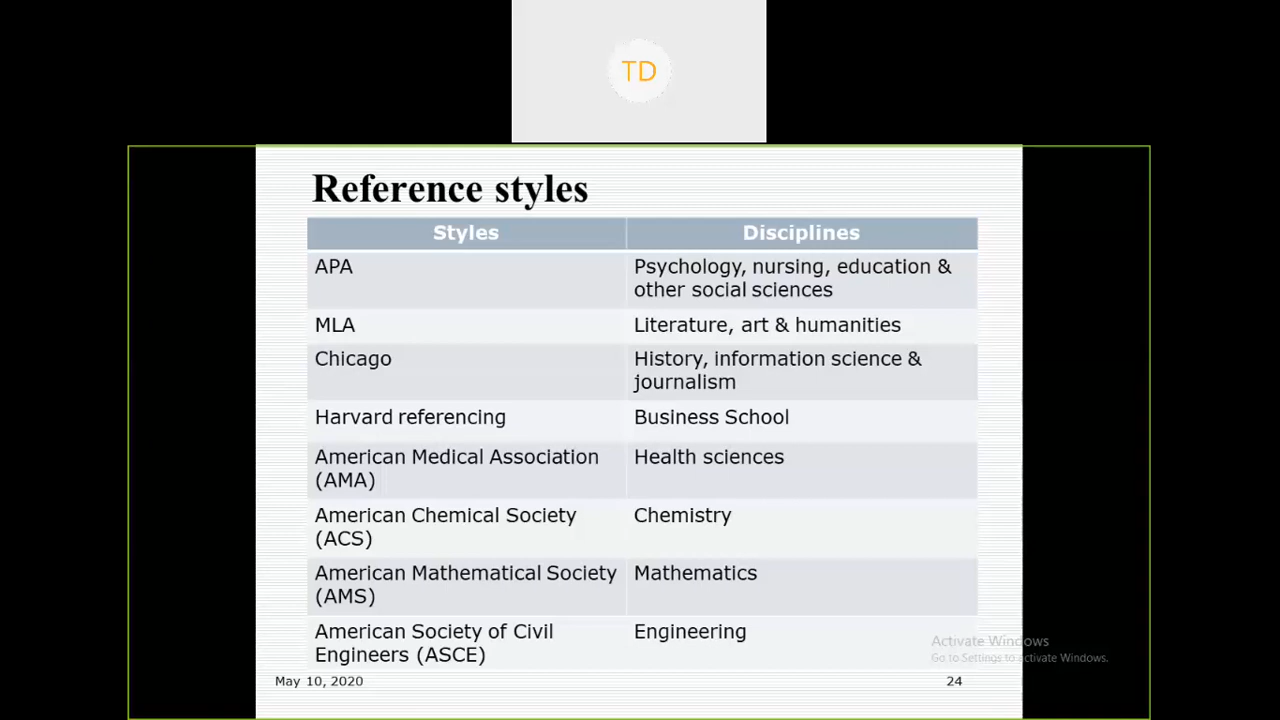 TD
Reference styles
Styles Disciplines
APA Psychology, nursing, education &
other social sciences
MLA Literature, art & humanities
Chicago History, information science &
journalism
Harvard referencing Business School
American Medical Association Health sciences
(AMA)
American Chemical Society Chemistry
(ACS)
American Mathematical Society Mathematics
(AMS)
American Society of Civil Engineering
Engineers (ASCE)
Activate Windows
Go to Settings to activate Windows.
May 10, 2020 24